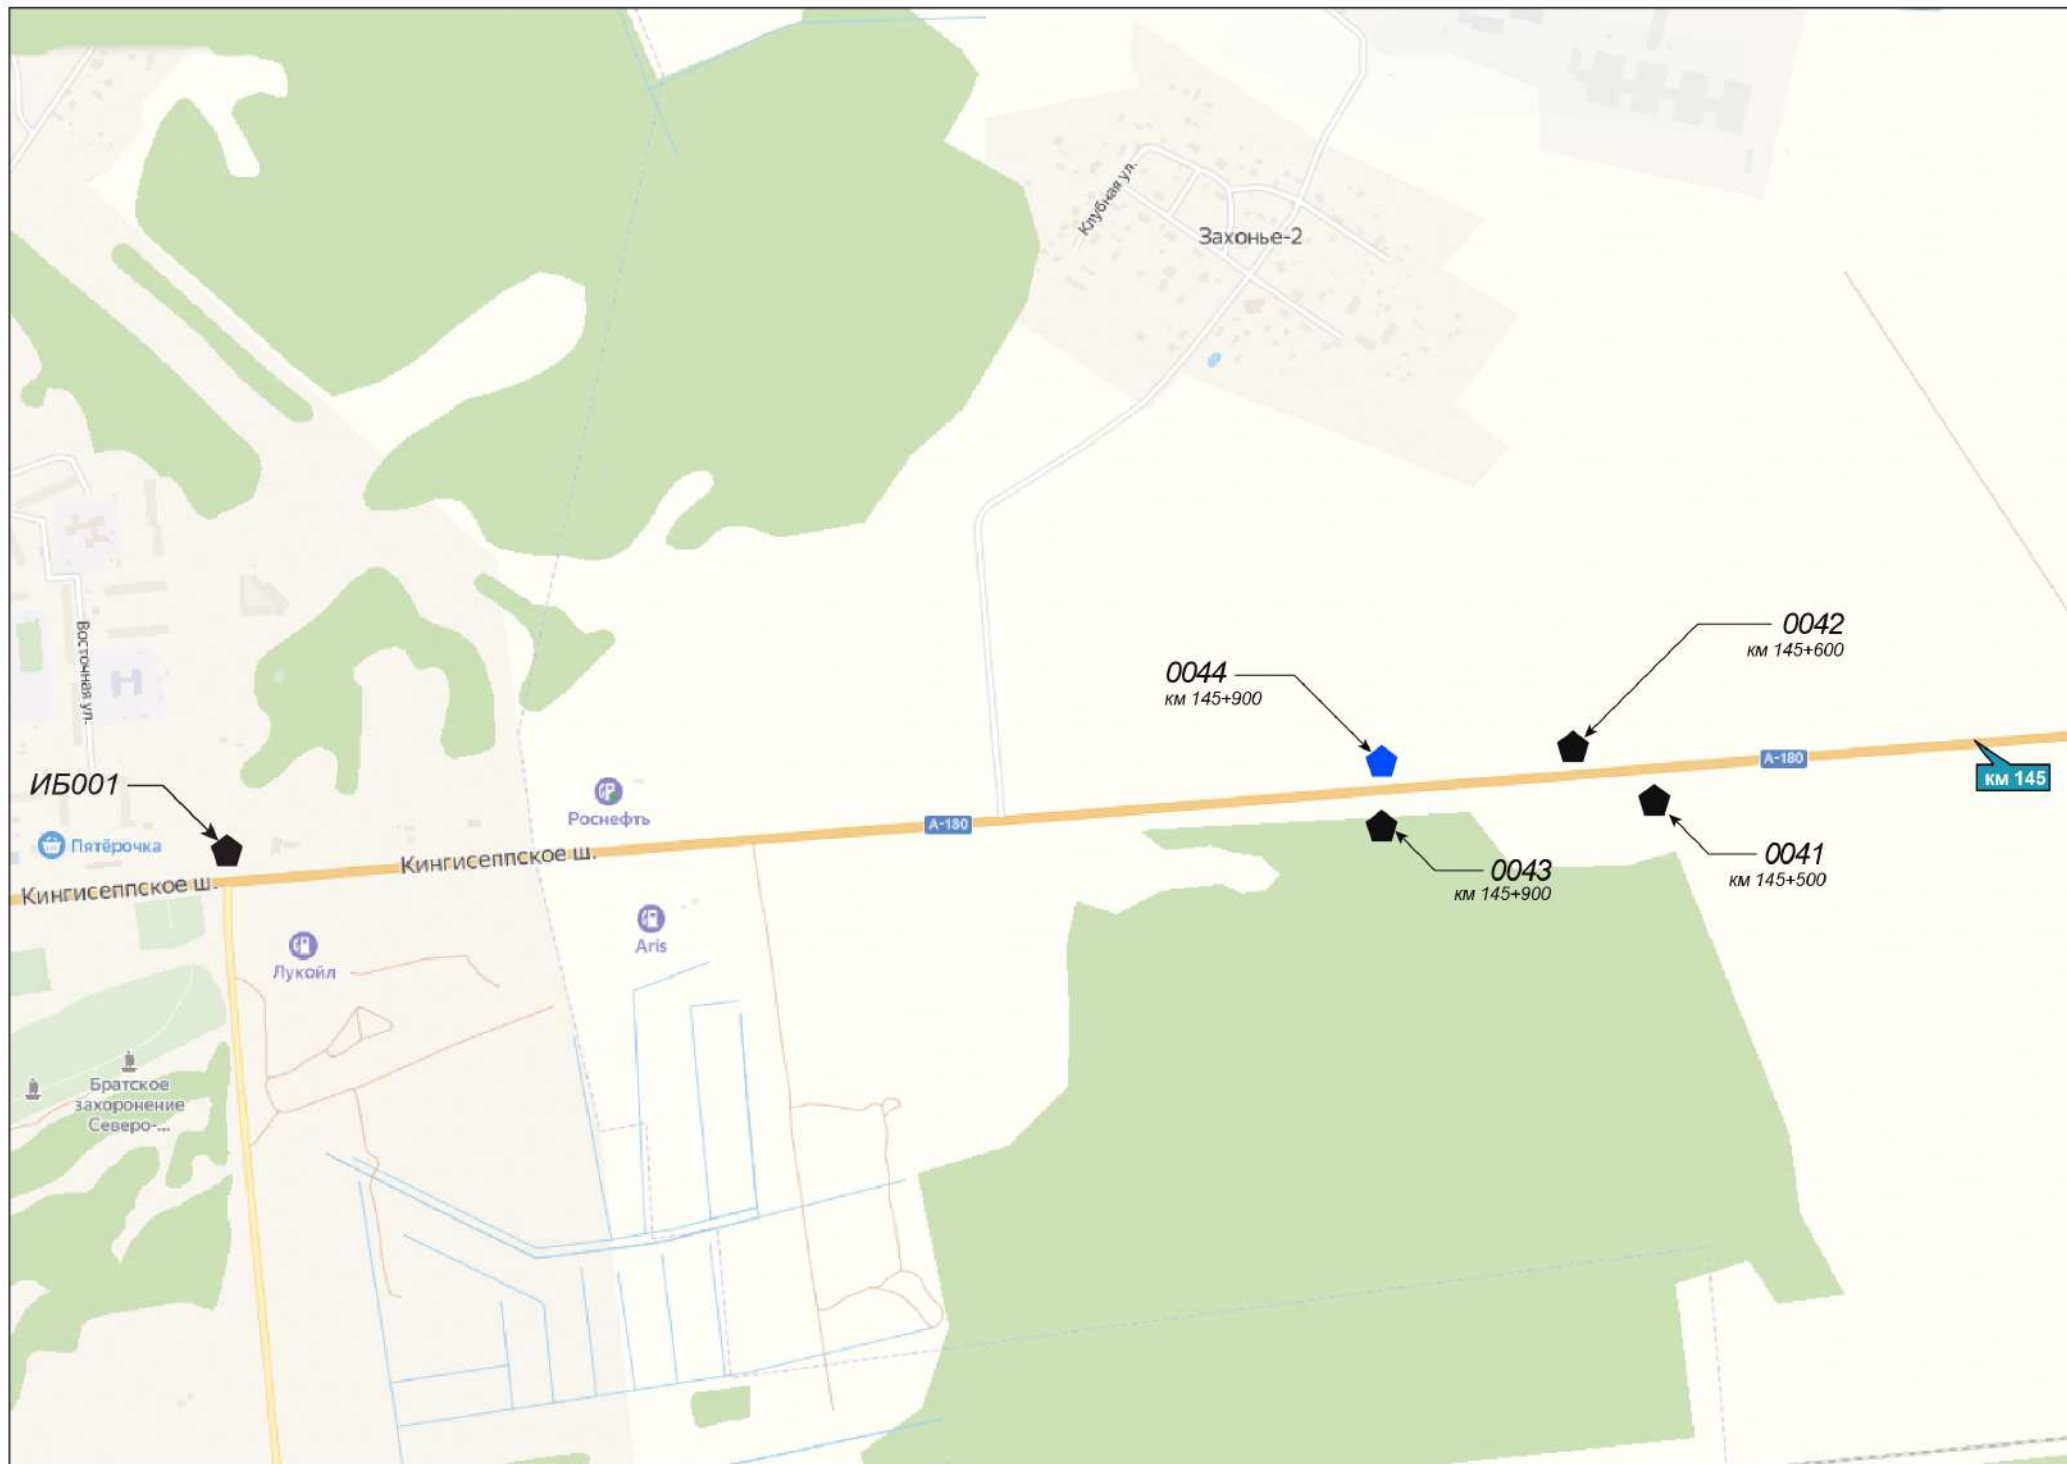 Клубная ул.
Захонье-2
0042
км 145+600
Восточная ул.
0044
км 145+900
А-180
км 145
ИБ001
Роснефть
А-180
Пятёрочка
Кингисеппское ш.
Кингисеппское ш.
0041
км 145+500
0043
км 145+900
Aris
Лукойл
Братское
захоронение
Северо-...